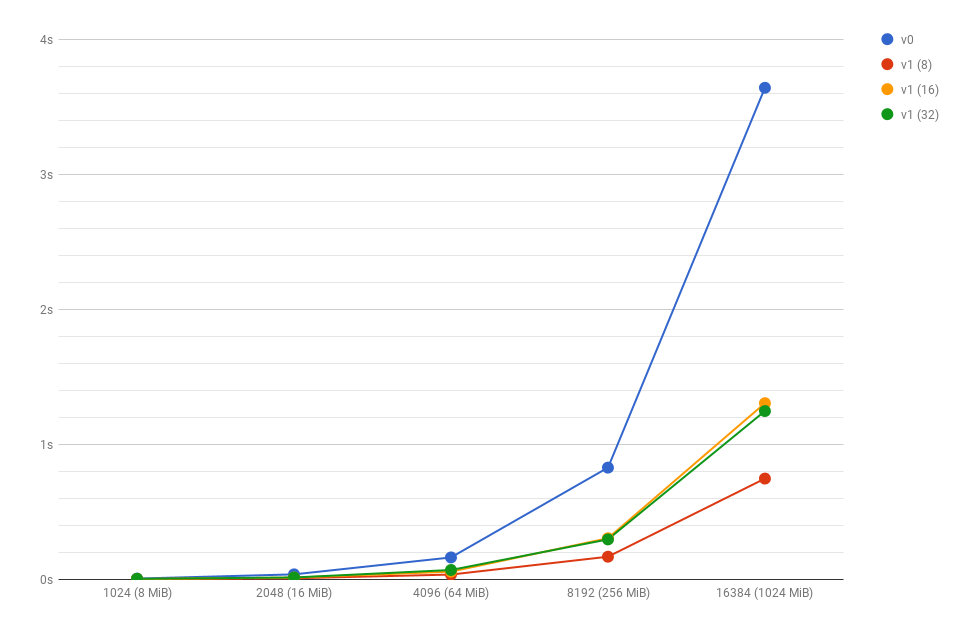 4s
3s
2s
1s
0s
1024 (8 MiB)
2048 (16 MiB)
4096 (64 MiB)
8192 (256 MiB)
16384 (1024 MiB)
v0
v1 (8)
v1 (16)
v1 (32)